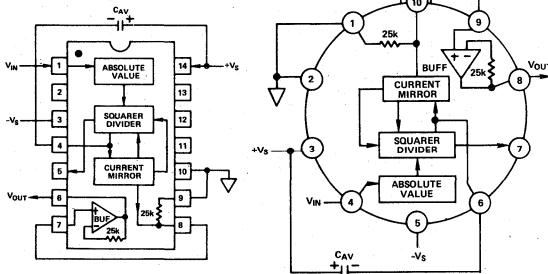 CAV
- +
VIN
1
ABSOLUTE
VALUE
14
+VS
2
13
-VS
3
SQUARER
DIVIDER
12
4
11
5
CURRENT
MIRROR
10
VOUT
6
25k
9
7
+
-
BUF
25k
8
10
1
25k
9
+ -
25k
8
VOUT
BUFF
2
CURRENT
MIRROR
+VS
3
SQUARER
DIVIDER
7
VIN
4
ABSOLUTE
VALUE
6
5
-VS
CAV
+ -